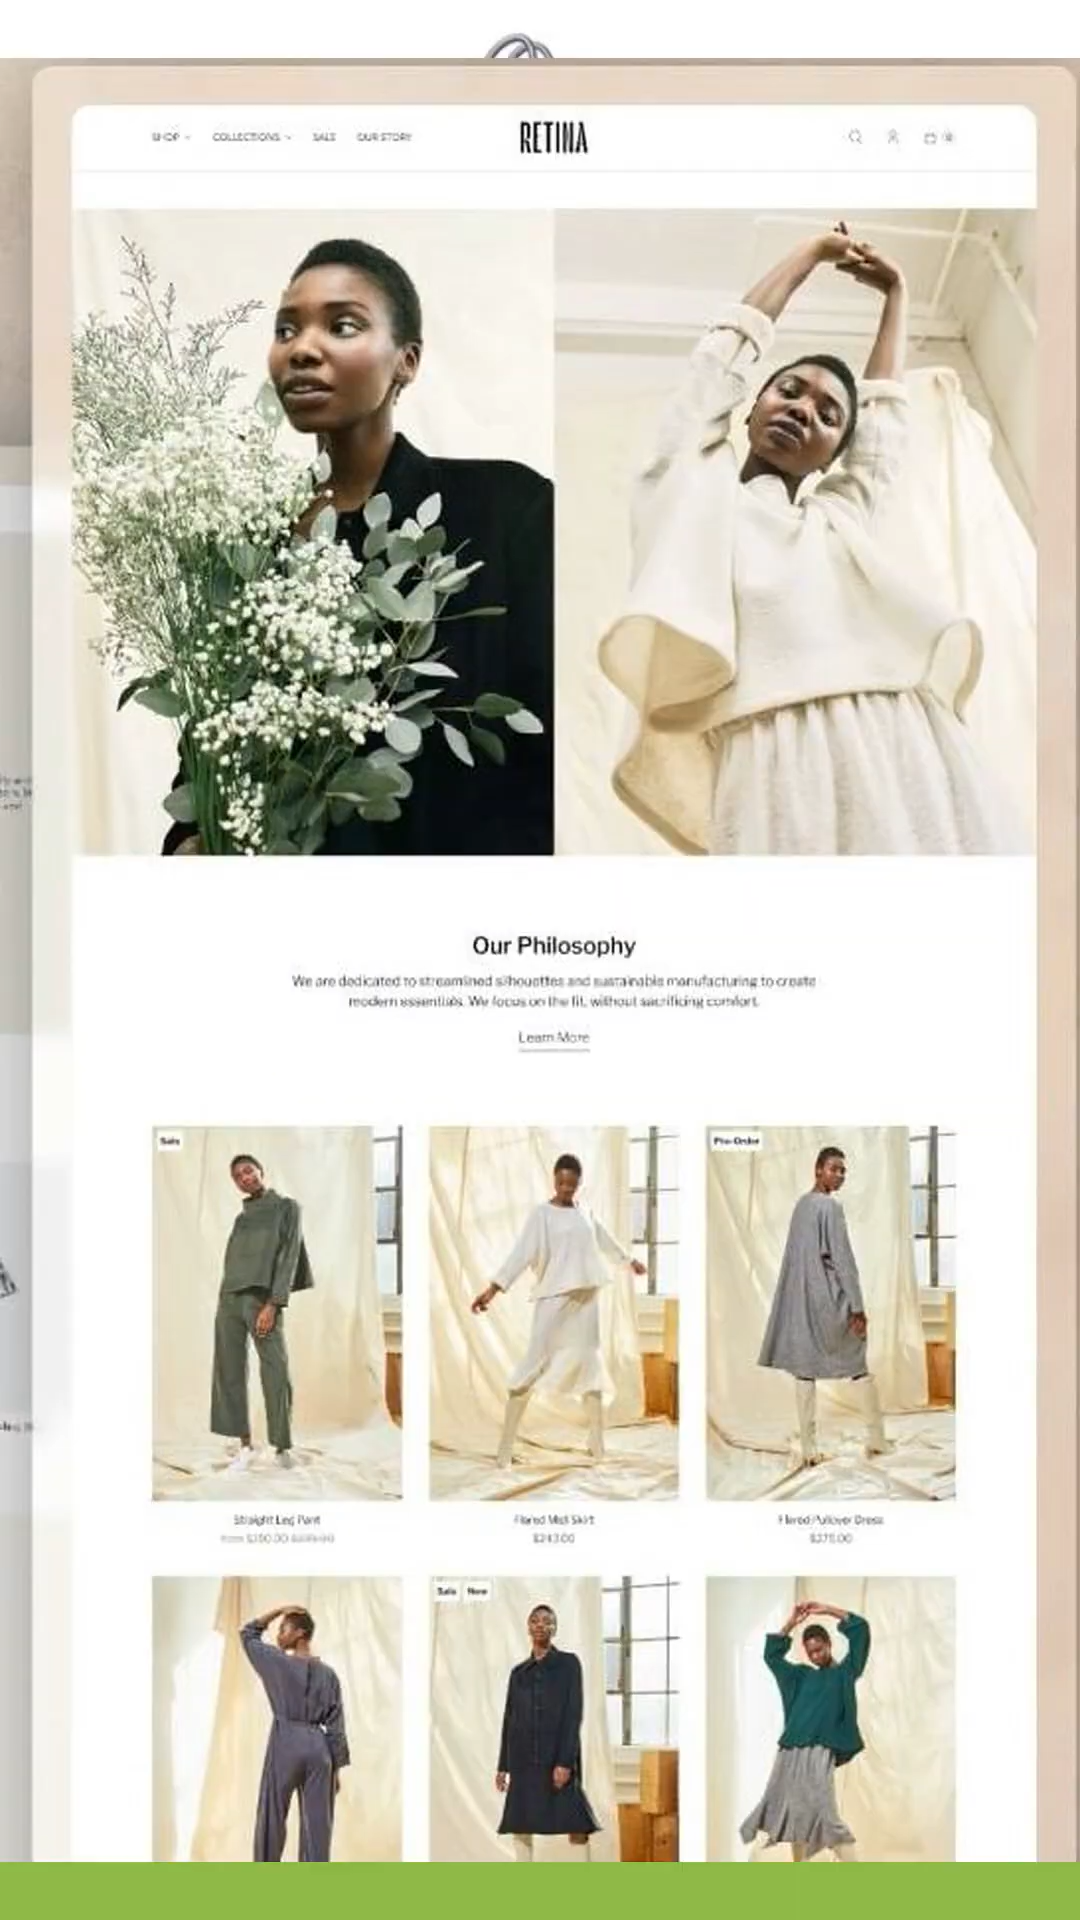 SHOP
COLLECTIONS
SALE
OUR STORY
RETINA
Our Philosophy
We are dedicated to streamlined silhouettes and sustainable manufacturing to create
modern essentials. We focus on the fit, without sacrificing comfort.
Learn More
Sale
Pre-Order
Straight Leg Pant
Flared Midi Skirt
Flared Pullover Dress
$243.00
Sale New